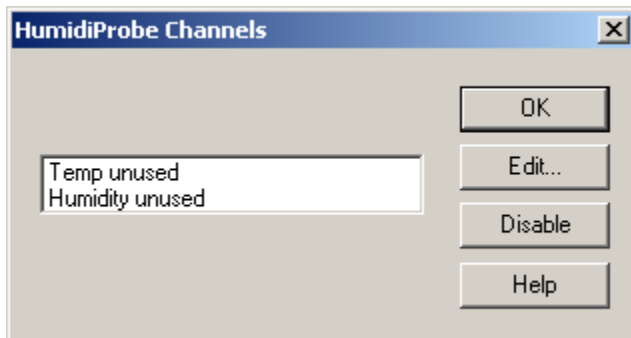 HumidiProbe Channels
OK
Temp unused
Humidity unused
Edit...
Disable
Help